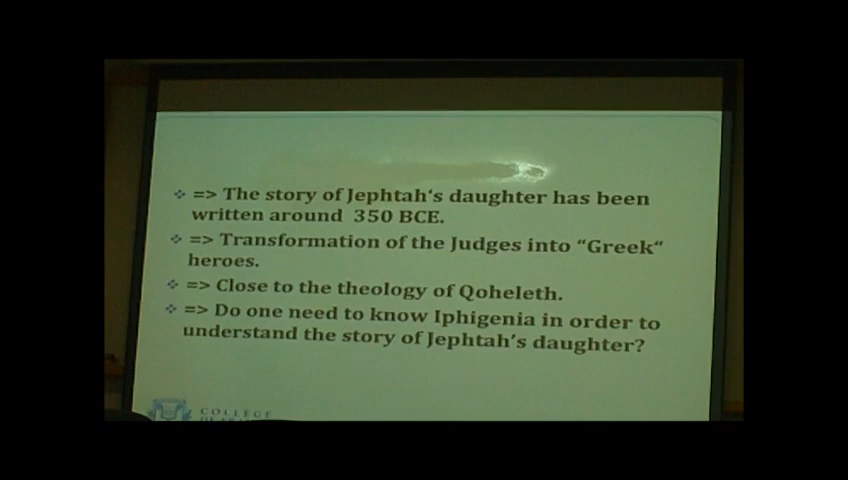 ❖ => The story of Jephtah‘s daughter has been
written around 350 BCE.
❖ => Transformation of the Judges into “Greek“
heroes.
❖ => Close to the theology of Qoheleth.
❖ => Do one need to know Iphigenia in order to
understand the story of Jephtah’s daughter?
COLLEGE